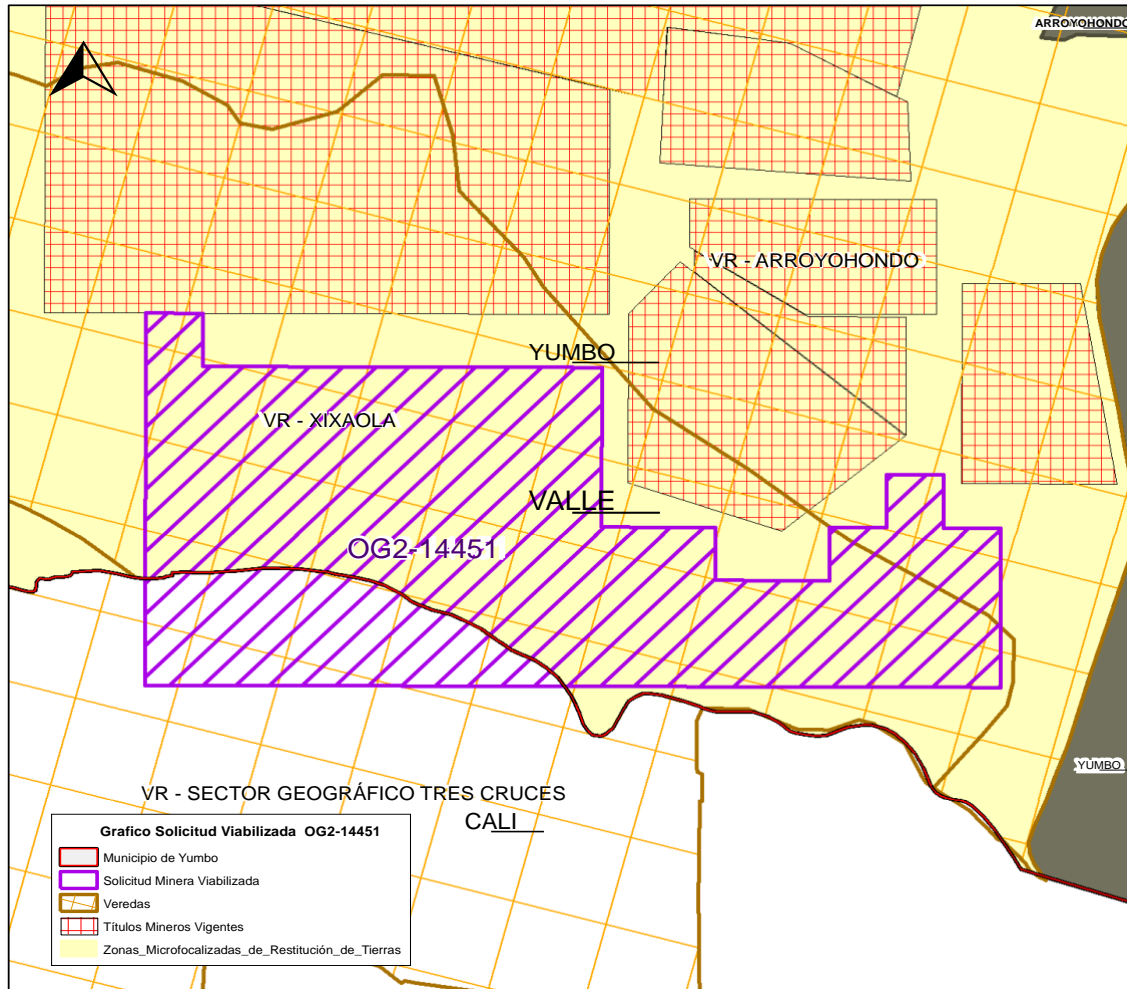 ARROYOHONDO
VR - ARROYOHONDO
YUMBO
VR - XIXAOLA
VALLE
OG2-14451
YUMBO
VR - SECTOR GEOGRÁFICO TRES CRUCES
CALI
Grafico Solicitud Viabilizada OG2-14451
Municipio de Yumbo
Solicitud Minera Viabilizada
Veredas
Títulos Mineros Vigentes
Zonas_Microfocalizadas_de_Restitución_de_Tierras